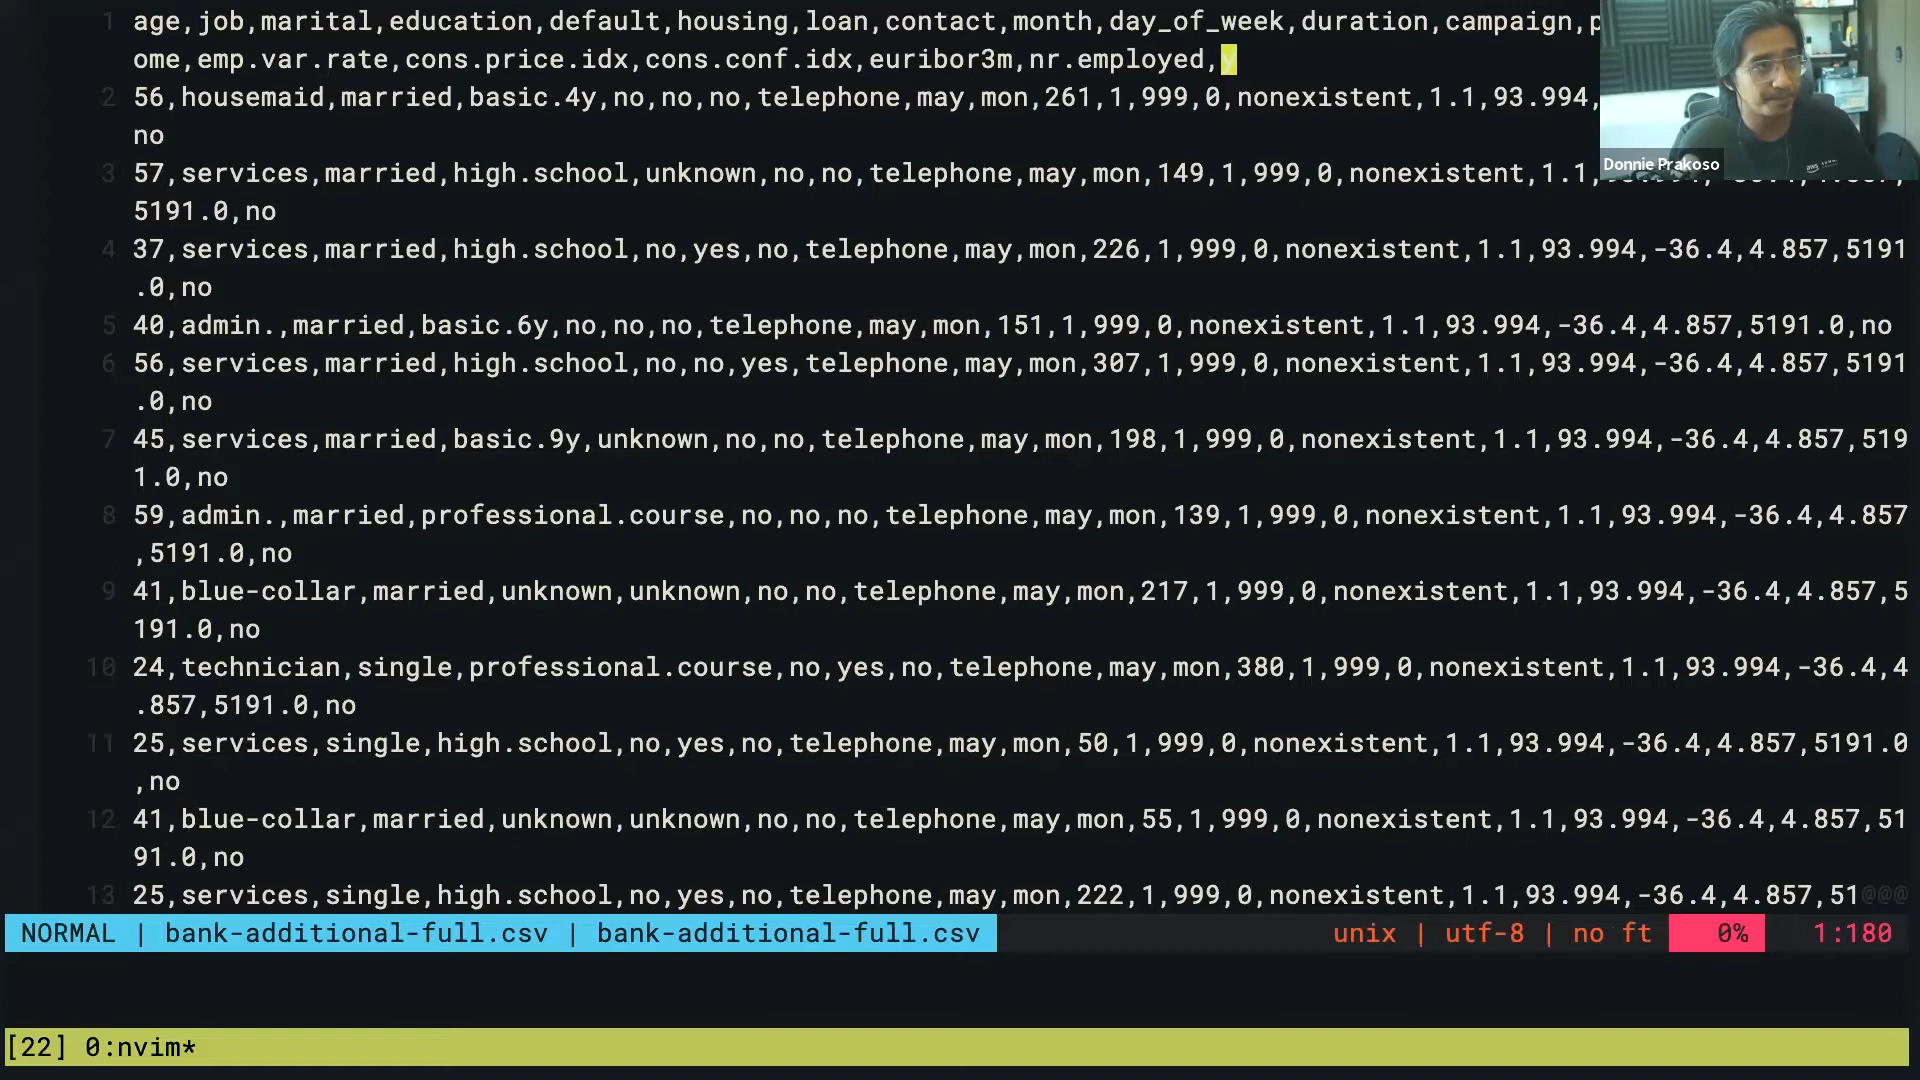 1 age,job,marital,education,default,housing,loan,contact,month,day_of_week,duration,campaign,p
ome,emp.var.rate,cons.price.idx,cons.conf.idx,euribor3m,nr.employed,y
2 56,housemaid,married,basic.4y,no,no,no,telephone,may,mon,261,1,999,0,nonexistent,1.1,93.994,
no
Donnie Prakoso
3 57,services,married,high.school,unknown,no,no,telephone,may,mon,149,1,999,0,nonexistent,1.1,
5191.0,no
4 37,services,married,high.school,no,yes,no,telephone,may,mon,226,1,999,0,nonexistent,1.1,93.994,-36.4,4.857,5191
.0,no
5 40,admin.,married,basic.6y,no,no,no,telephone,may,mon,151,1,999,0,nonexistent,1.1,93.994,-36.4,4.857,5191.0,no
6 56,services,married,high.school,no,no,yes,telephone,may,mon,307,1,999,0,nonexistent,1.1,93.994,-36.4,4.857,5191
.0,no
7 45,services,married,basic.9y,unknown,no,no,telephone,may,mon,198,1,999,0,nonexistent,1.1,93.994,-36.4,4.857,519
1.0,no
8 59,admin.,married,professional.course,no,no,no,telephone,may,mon,139,1,999,0,nonexistent,1.1,93.994,-36.4,4.857
,5191.0,no
9 41,blue-collar,married,unknown,unknown,no,no,telephone,may,mon,217,1,999,0,nonexistent,1.1,93.994,-36.4,4.857,5
191.0,no
10 24,technician,single,professional.course,no,yes,no,telephone,may,mon,380,1,999,0,nonexistent,1.1,93.994,-36.4,4
.857,5191.0,no
11 25,services,single,high.school,no,yes,no,telephone,may,mon,50,1,999,0,nonexistent,1.1,93.994,-36.4,4.857,5191.0
,no
12 41,blue-collar,married,unknown,unknown,no,no,telephone,may,mon,55,1,999,0,nonexistent,1.1,93.994,-36.4,4.857,51
91.0,no
13 25,services,single,high.school,no,yes,no,telephone,may,mon,222,1,999,0,nonexistent,1.1,93.994,-36.4,4.857,51@@@
NORMAL | bank-additional-full.csv | bank-additional-full.csv unix | utf-8 | no ft 0% 1:180
[22] 0:nvim*